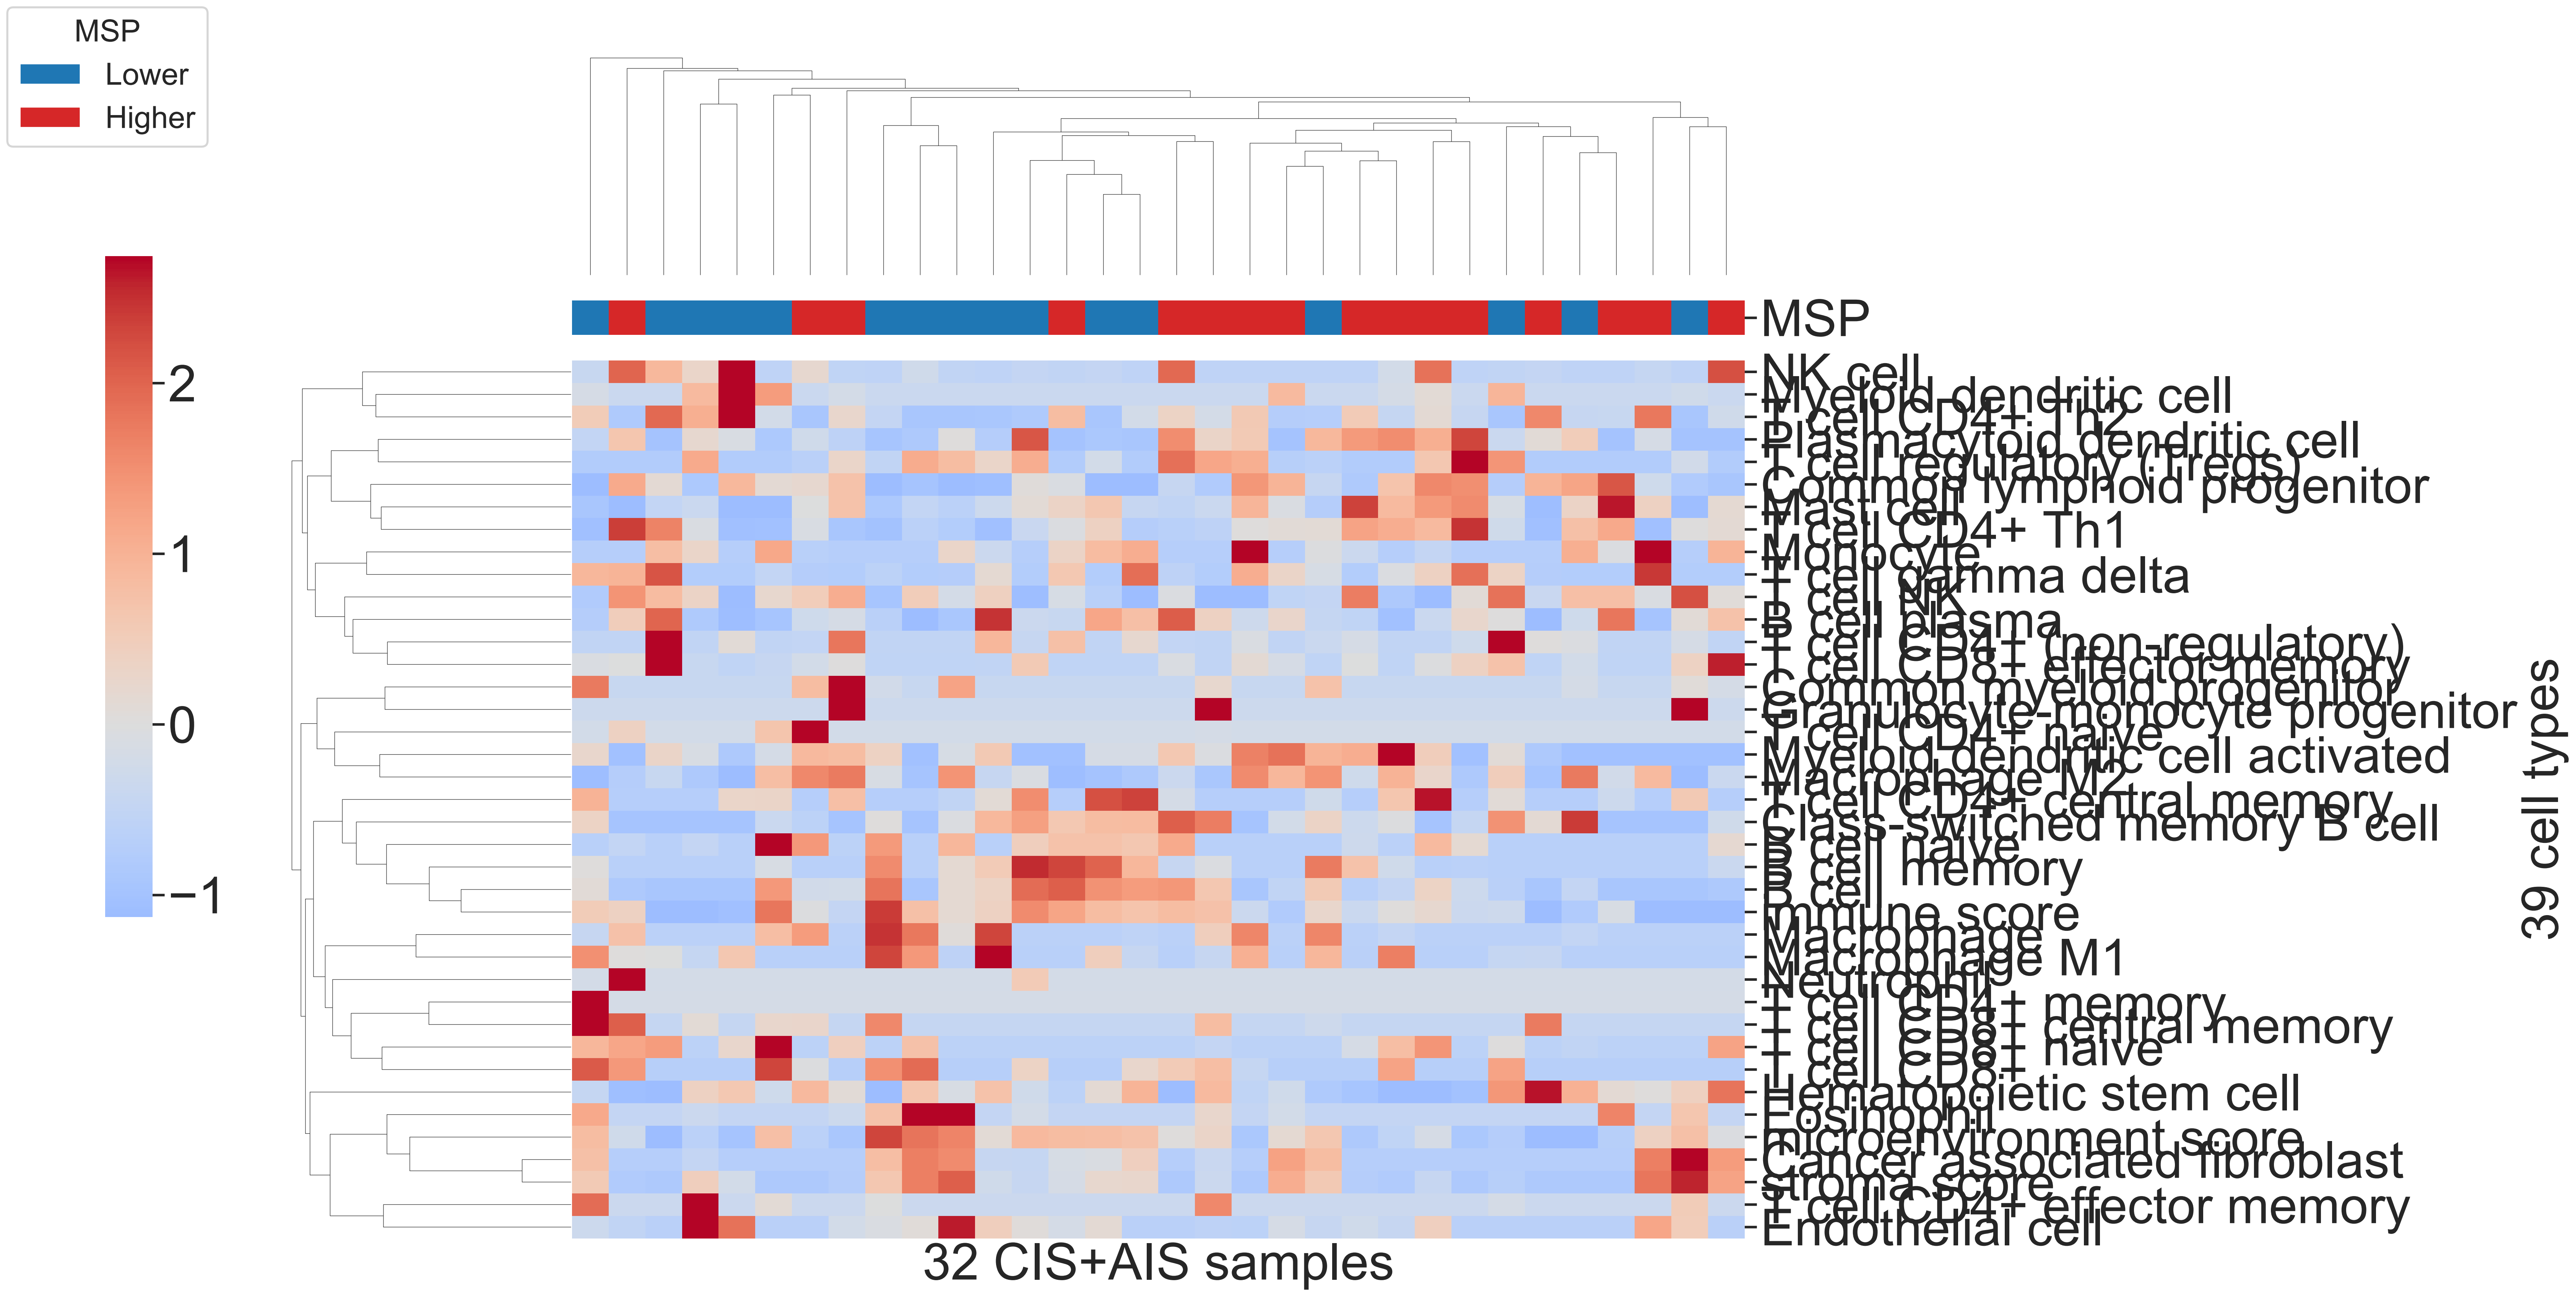 MSP
Lower
Higher
2
1
0
−1
MSP
NK cell
Myeloid dendritic cell
T cell CD4+ Th2
Plasmacytoid dendritic cell
T cell regulatory (Tregs)
Common lymphoid progenitor
Mast cell
T cell CD4+ Th1
Monocyte
T cell gamma delta
T cell NK
B cell plasma
T cell CD4+ (non-regulatory)
T cell CD8+ effector memory
Common myeloid progenitor
Granulocyte-monocyte progenitor
T cell CD4+ naive
Myeloid dendritic cell activated
Macrophage M2
T cell CD4+ central memory
Class-switched memory B cell
B cell naive
B cell memory
B cell
immune score
Macrophage
Macrophage M1
Neutrophil
T cell CD4+ memory
T cell CD8+ central memory
T cell CD8+ naive
T cell CD8+
Hematopoietic stem cell
Eosinophil
microenvironment score
Cancer associated fibroblast
stroma score
T cell CD4+ effector memory
Endothelial cell
39 cell types
32 CIS+AIS samples